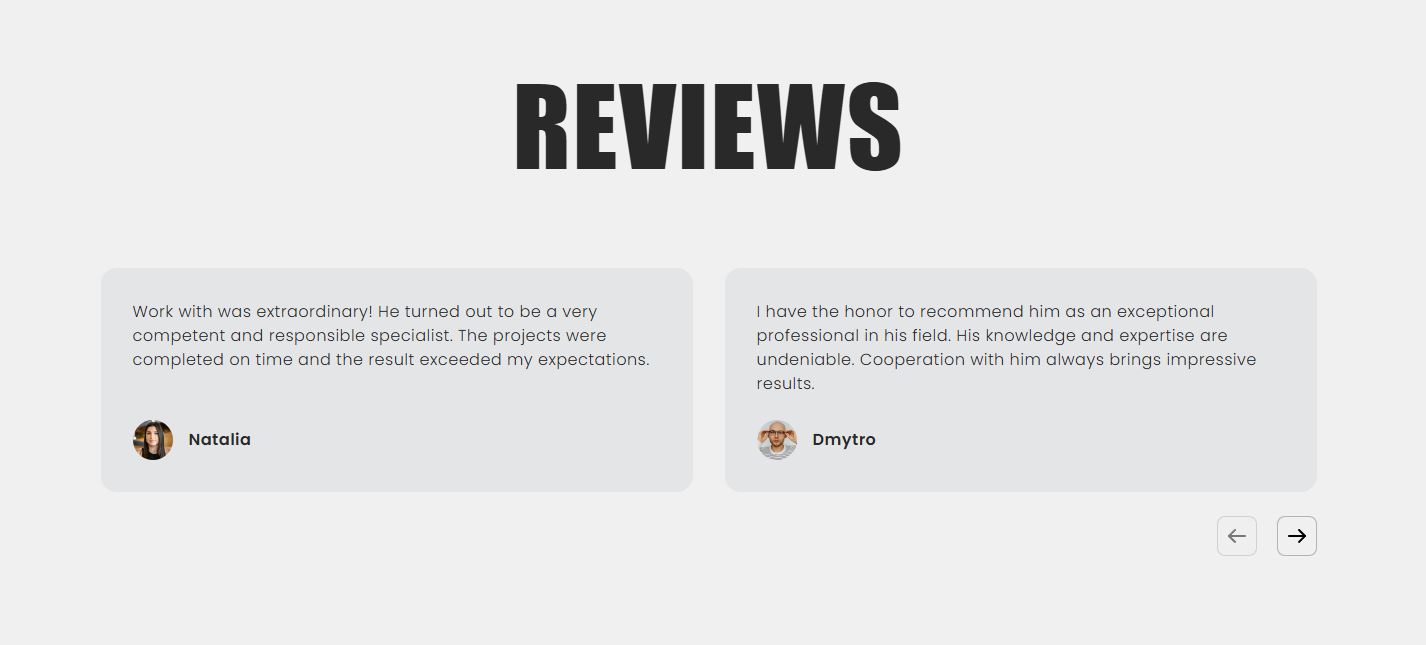 REVIEWS
Work with was extraordinary! He turned out to be a very
competent and responsible specialist. The projects were
completed on time and the result exceeded my expectations.
Natalia
I have the honor to recommend him as an exceptional
professional in his field. His knowledge and expertise are
undeniable. Cooperation with him always brings impressive
results.
Dmytro